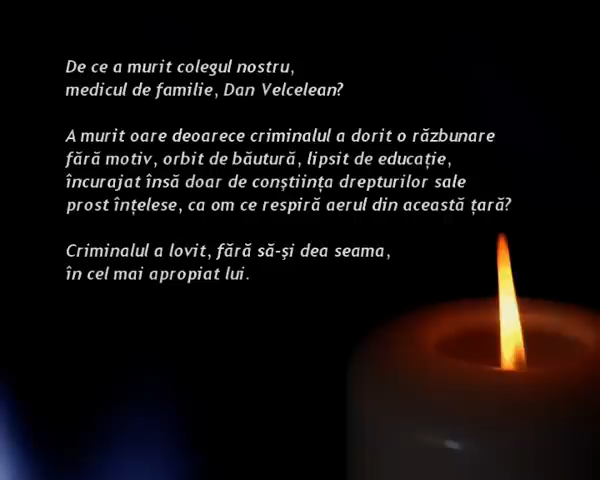 De ce a murit colegul nostru,
medicul de familie, Dan Velcelean?
A murit oare deoarece criminalul a dorit o răzbunare
fără motiv, orbit de băutură, lipsit de educație,
încurajat însă doar de conștiința drepturilor sale
prost înțelese, ca om ce respiră aerul din această țară?
Criminalul a lovit, fără să-și dea seama,
în cel mai apropiat lui.